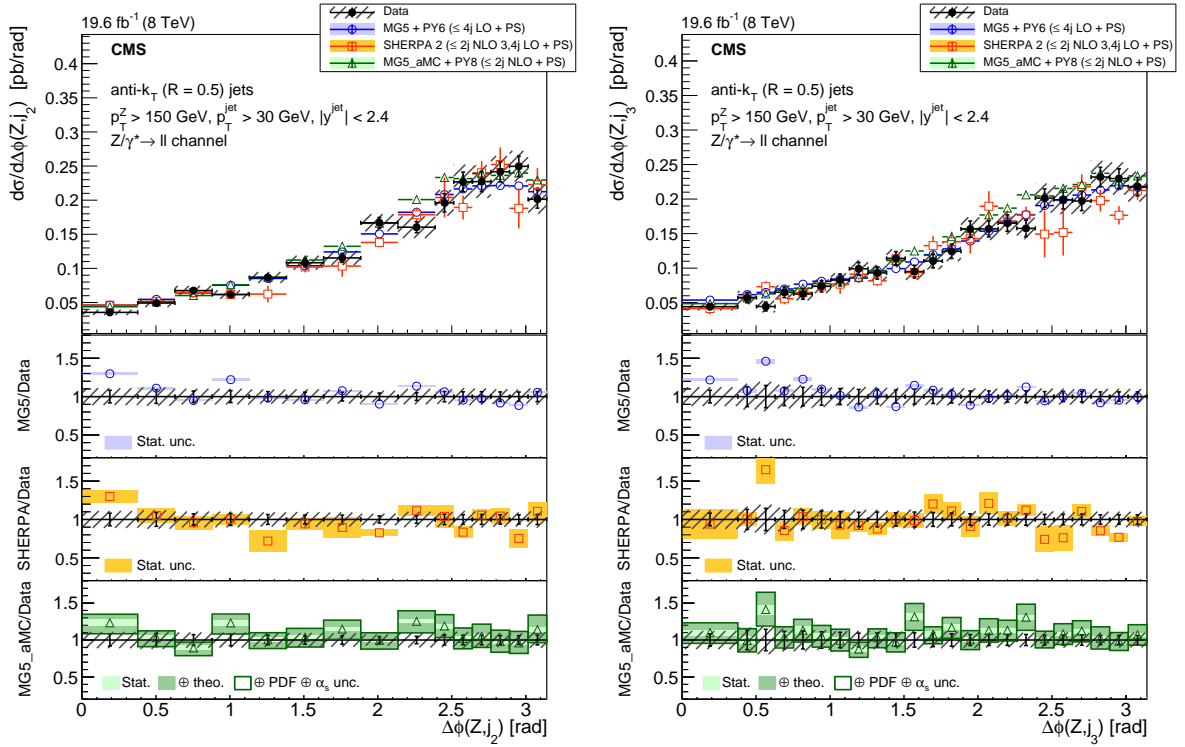 19.6 fb⁻¹ (8 TeV)
Data
MG5 + PY6 (≤ 4j LO + PS)
SHERPA 2 (≤ 2j NLO 3,4j LO + PS)
MG5_aMC + PY8 (≤ 2j NLO + PS)
CMS
anti-k_T (R = 0.5) jets
p_T^Z > 150 GeV, p_T^jet > 30 GeV, |y^jet| < 2.4
Z/γ*→ ll channel
dσ/dΔφ(Z,j₂) [pb/rad]
0.4
0.35
0.3
0.25
0.2
0.15
0.1
0.05
MG5/Data
1.5
1
0.5
Stat. unc.
SHERPA/Data
1.5
1
0.5
Stat. unc.
MG5_aMC/Data
1.5
1
0.5
Stat. ⊕ theo. ⊕ PDF ⊕ α_s unc.
0 0.5 1 1.5 2 2.5 3
Δφ(Z,j₂) [rad]
19.6 fb⁻¹ (8 TeV)
Data
MG5 + PY6 (≤ 4j LO + PS)
SHERPA 2 (≤ 2j NLO 3,4j LO + PS)
MG5_aMC + PY8 (≤ 2j NLO + PS)
CMS
anti-k_T (R = 0.5) jets
p_T^Z > 150 GeV, p_T^jet > 30 GeV, |y^jet| < 2.4
Z/γ*→ ll channel
dσ/dΔφ(Z,j₃) [pb/rad]
0.4
0.35
0.3
0.25
0.2
0.15
0.1
0.05
MG5/Data
1.5
1
0.5
Stat. unc.
SHERPA/Data
1.5
1
0.5
Stat. unc.
MG5_aMC/Data
1.5
1
0.5
Stat. ⊕ theo. ⊕ PDF ⊕ α_s unc.
0 0.5 1 1.5 2 2.5 3
Δφ(Z,j₃) [rad]